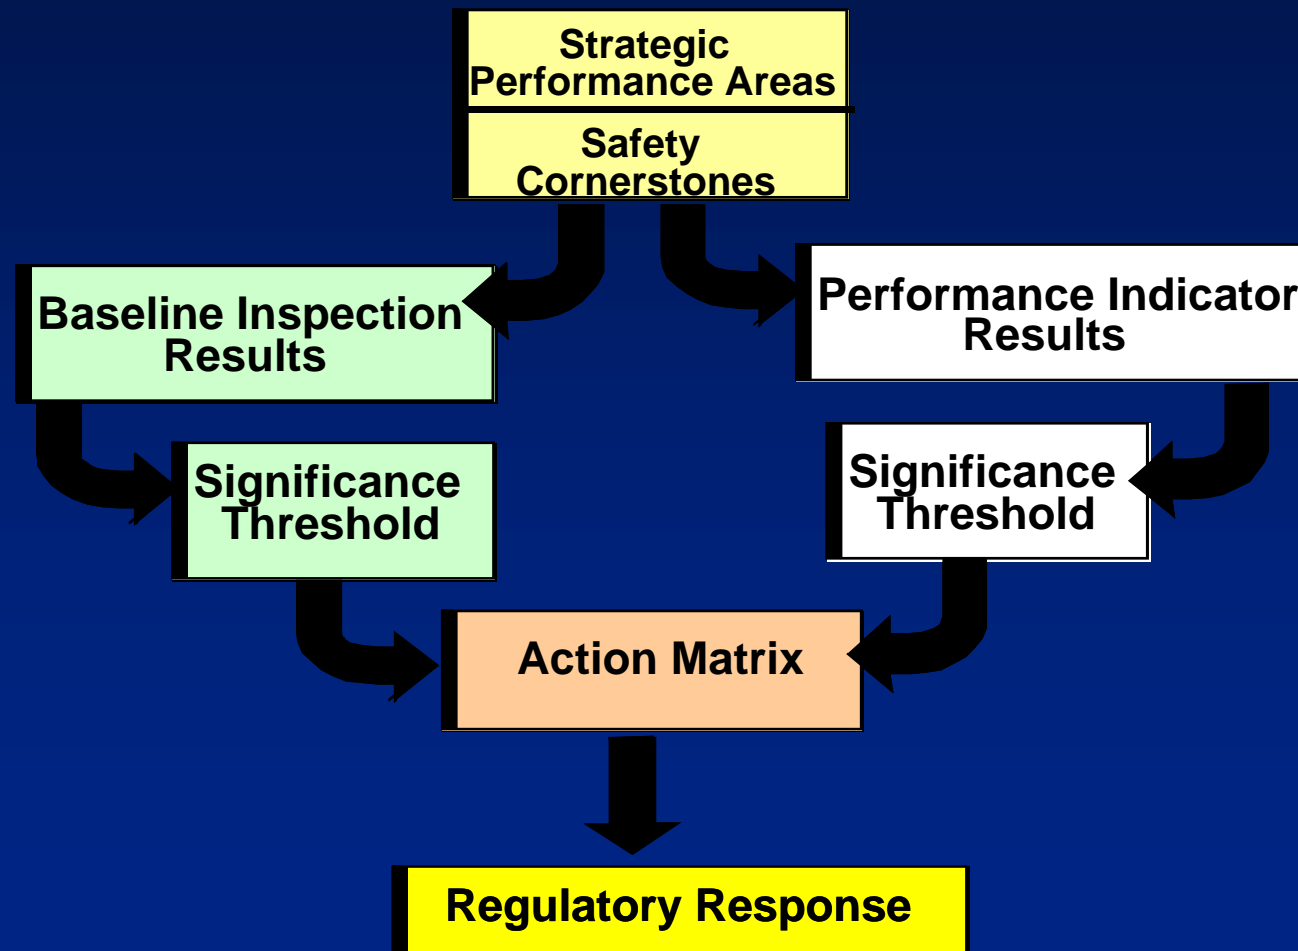 Strategic
Performance Areas
Safety
Cornerstones
Baseline Inspection
Results
Performance Indicator
Results
Significance
Threshold
Significance
Threshold
Action Matrix
Regulatory Response